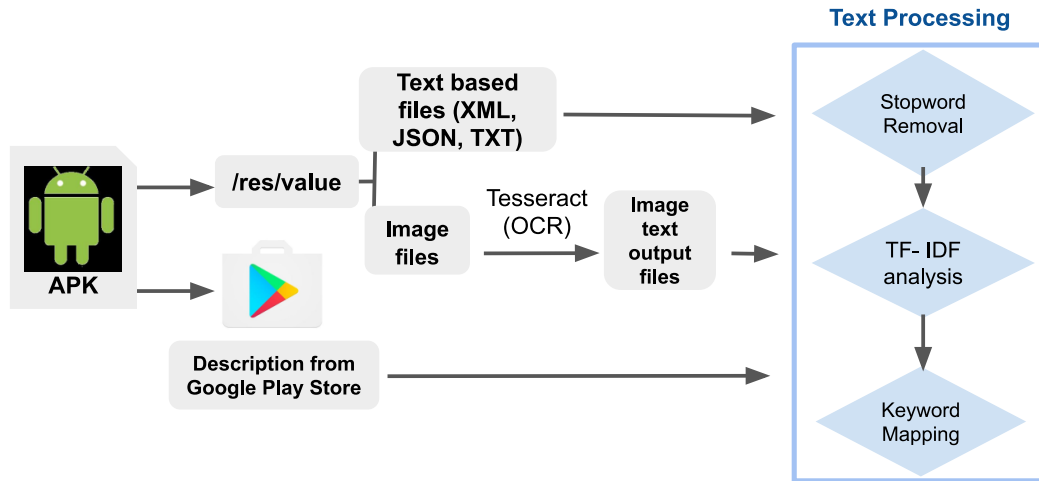 Text Processing
Text based
files (XML,
JSON, TXT)
Stopword
Removal
/res/value
Tesseract
(OCR)
Image
files
Image
text
output
files
TF- IDF
analysis
APK
Description from
Google Play Store
Keyword
Mapping